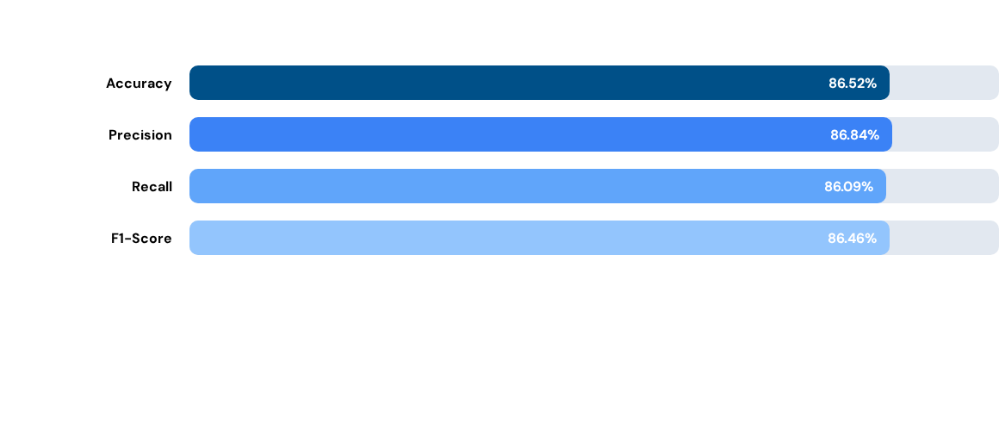 Accuracy 86.52%
Precision 86.84%
Recall 86.09%
F1-Score 86.46%